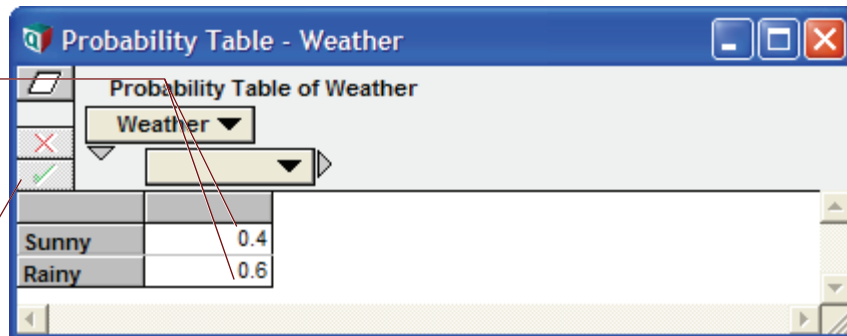 Probability Table - Weather
Probability Table of Weather
Weather
Sunny 0.4
Rainy 0.6